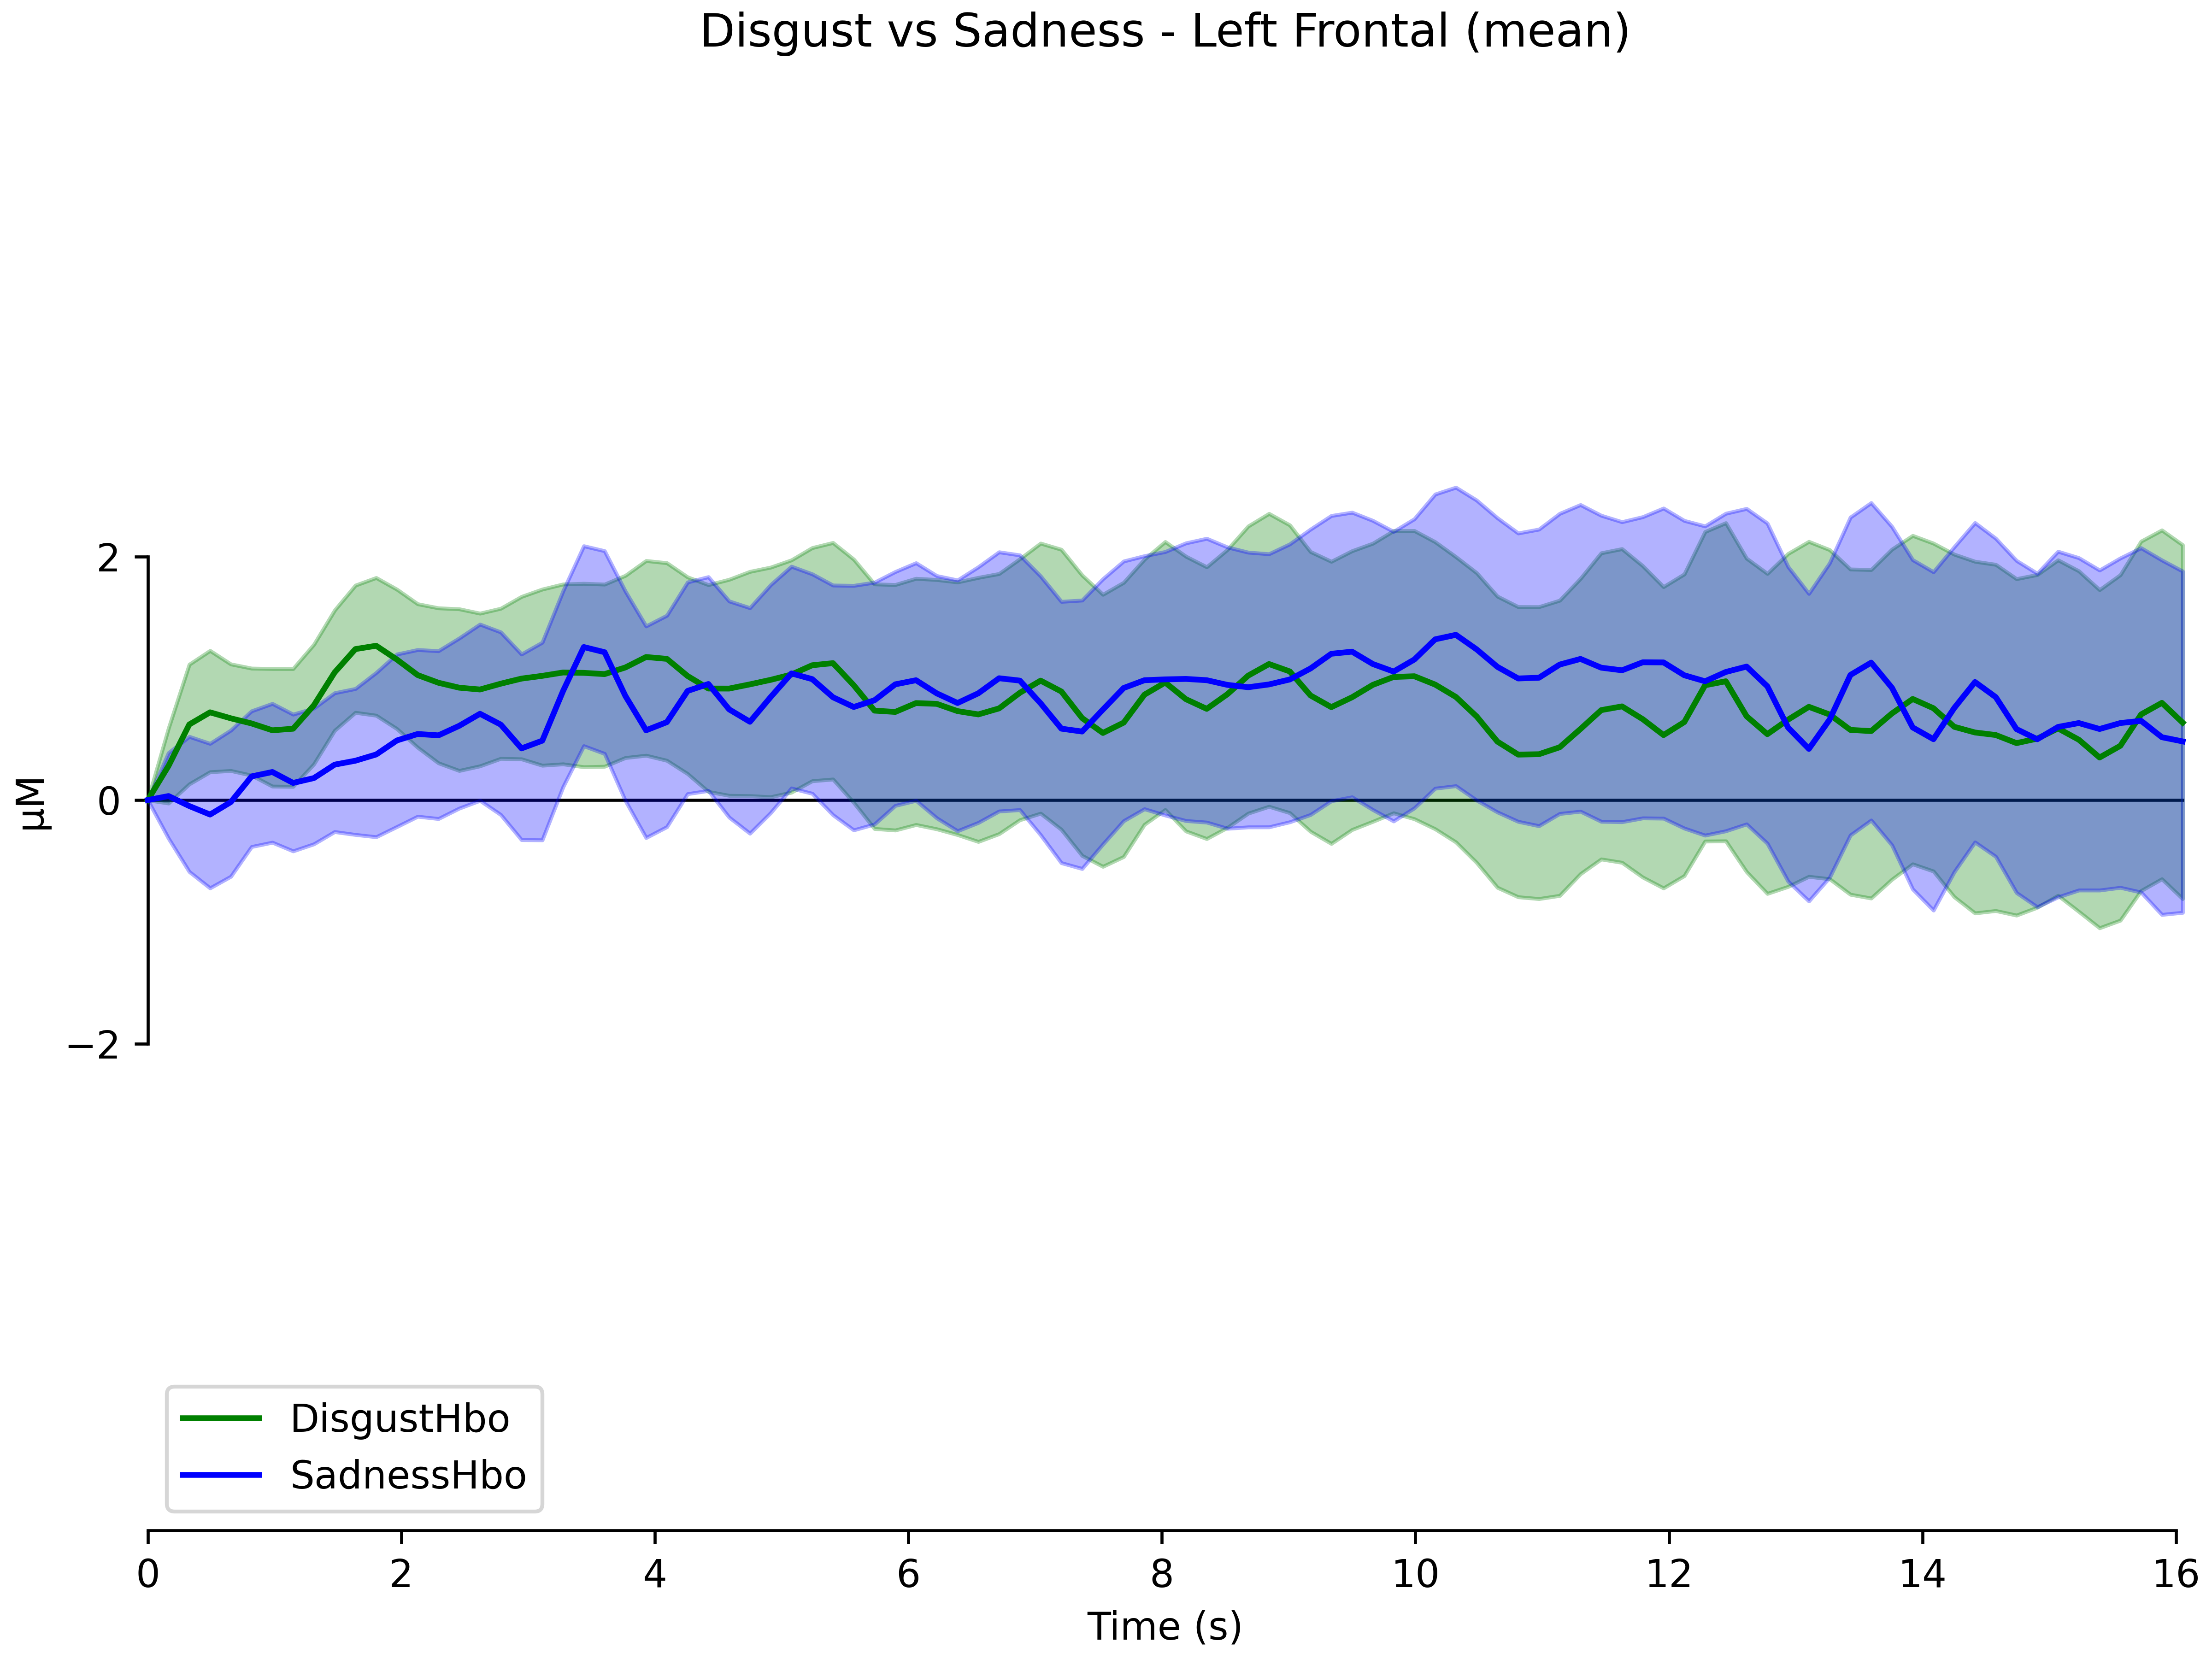 Disgust vs Sadness - Left Frontal (mean)
2
0
−2
µM
DisgustHbo
SadnessHbo
0 2 4 6 8 10 12 14 16
Time (s)